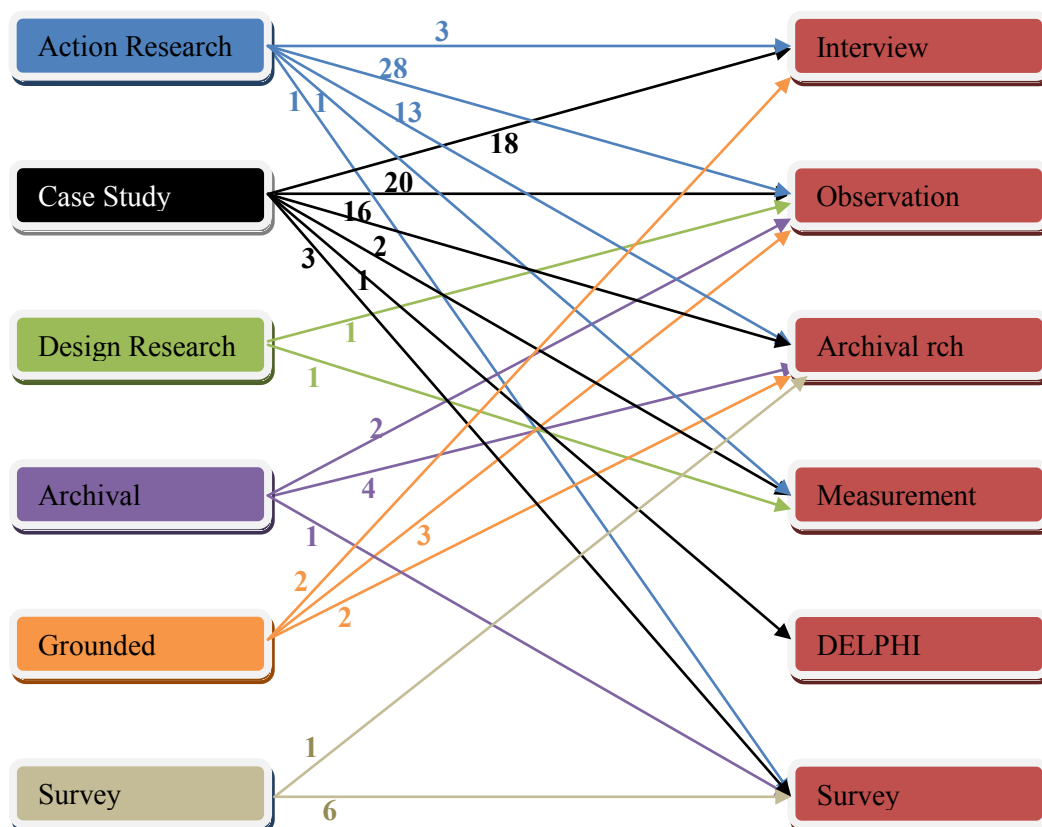 Action Research
3
Interview
28
1
1
13
18
Case Study
20
Observation
16
2
3
1
Design Research
1
Archival rch
1
2
Archival
4
Measurement
1
3
2
Grounded
2
DELPHI
1
Survey
6
Survey